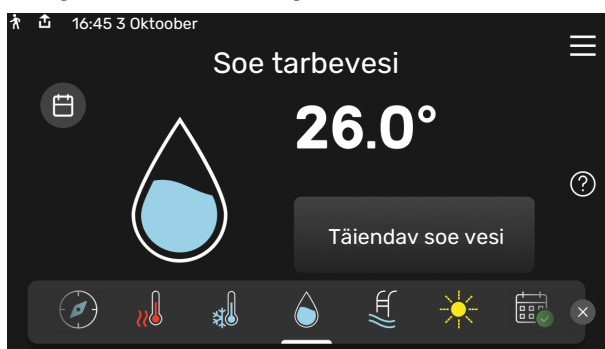 16:45 3 Oktoober
Soe tarbevesi
26.0°
?
Täiendav soe vesi